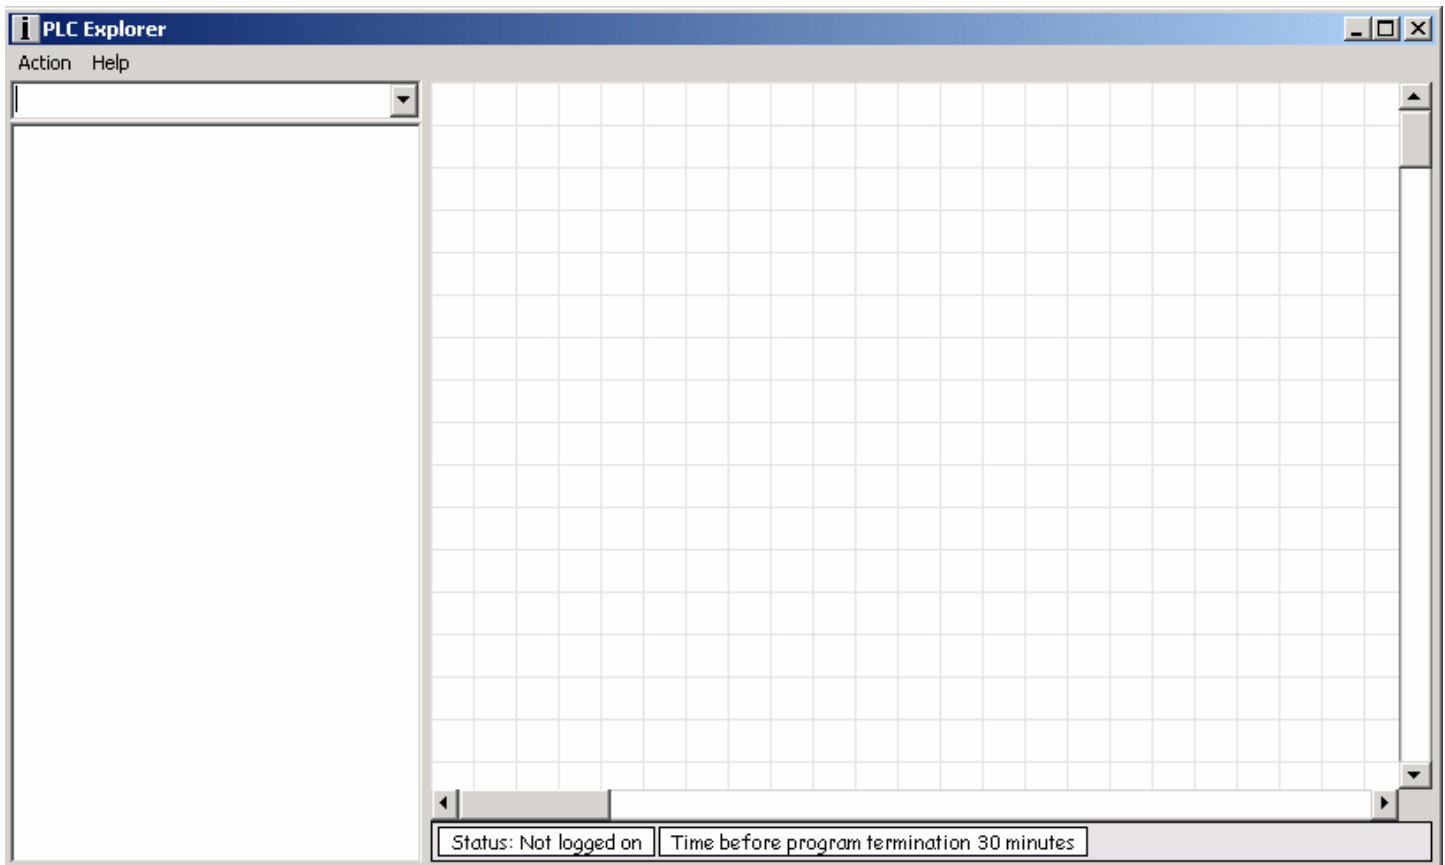 i PLC Explorer
Action Help
Status: Not logged on Time before program termination 30 minutes